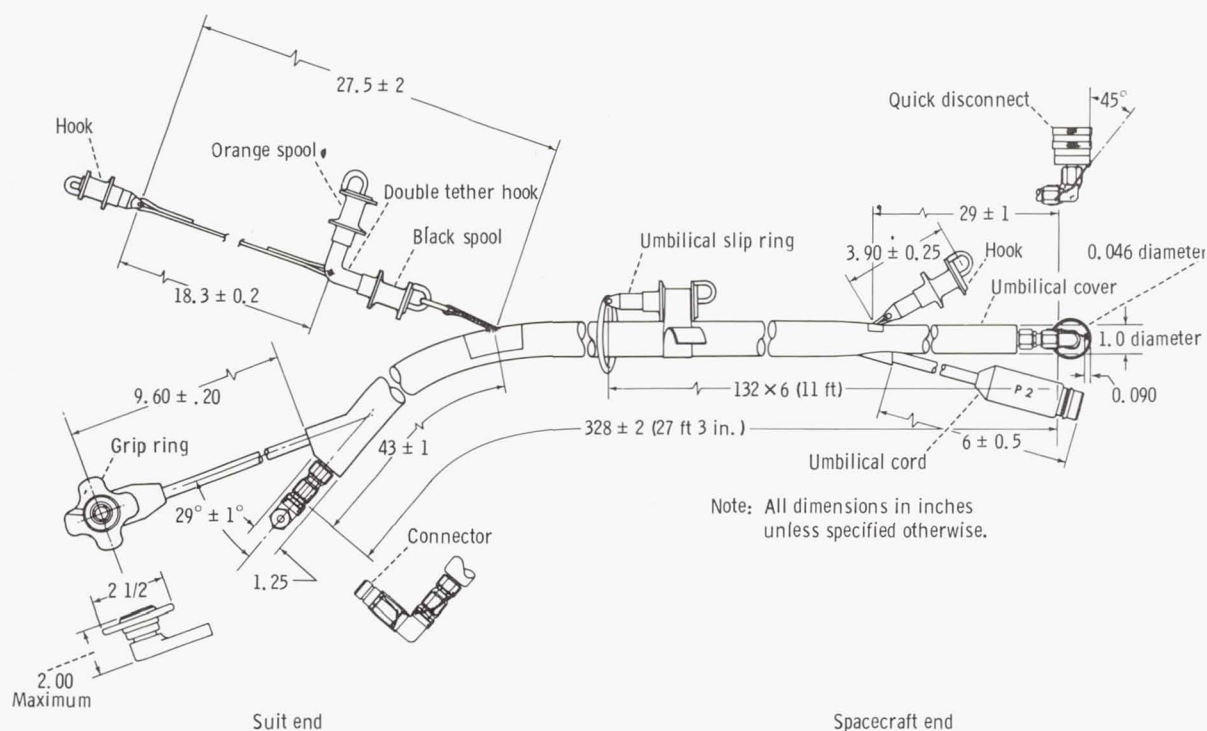 27.5 ± 2
Quick disconnect
45°
Hook
Orange spool
Double tether hook
Black spool
Umbilical slip ring
29 ± 1
3.90 ± 0.25
Hook
0.046 diameter
Umbilical cover
18.3 ± 0.2
1.0 diameter
9.60 ± .20
132 × 6 (11 ft)
P 2
0.090
328 ± 2 (27 ft 3 in.)
43 ± 1
6 ± 0.5
Grip ring
Umbilical cord
29° ± 1°
Note: All dimensions in inches
unless specified otherwise.
Connector
1.25
2 1/2
2.00
Maximum
Suit end
Spacecraft end